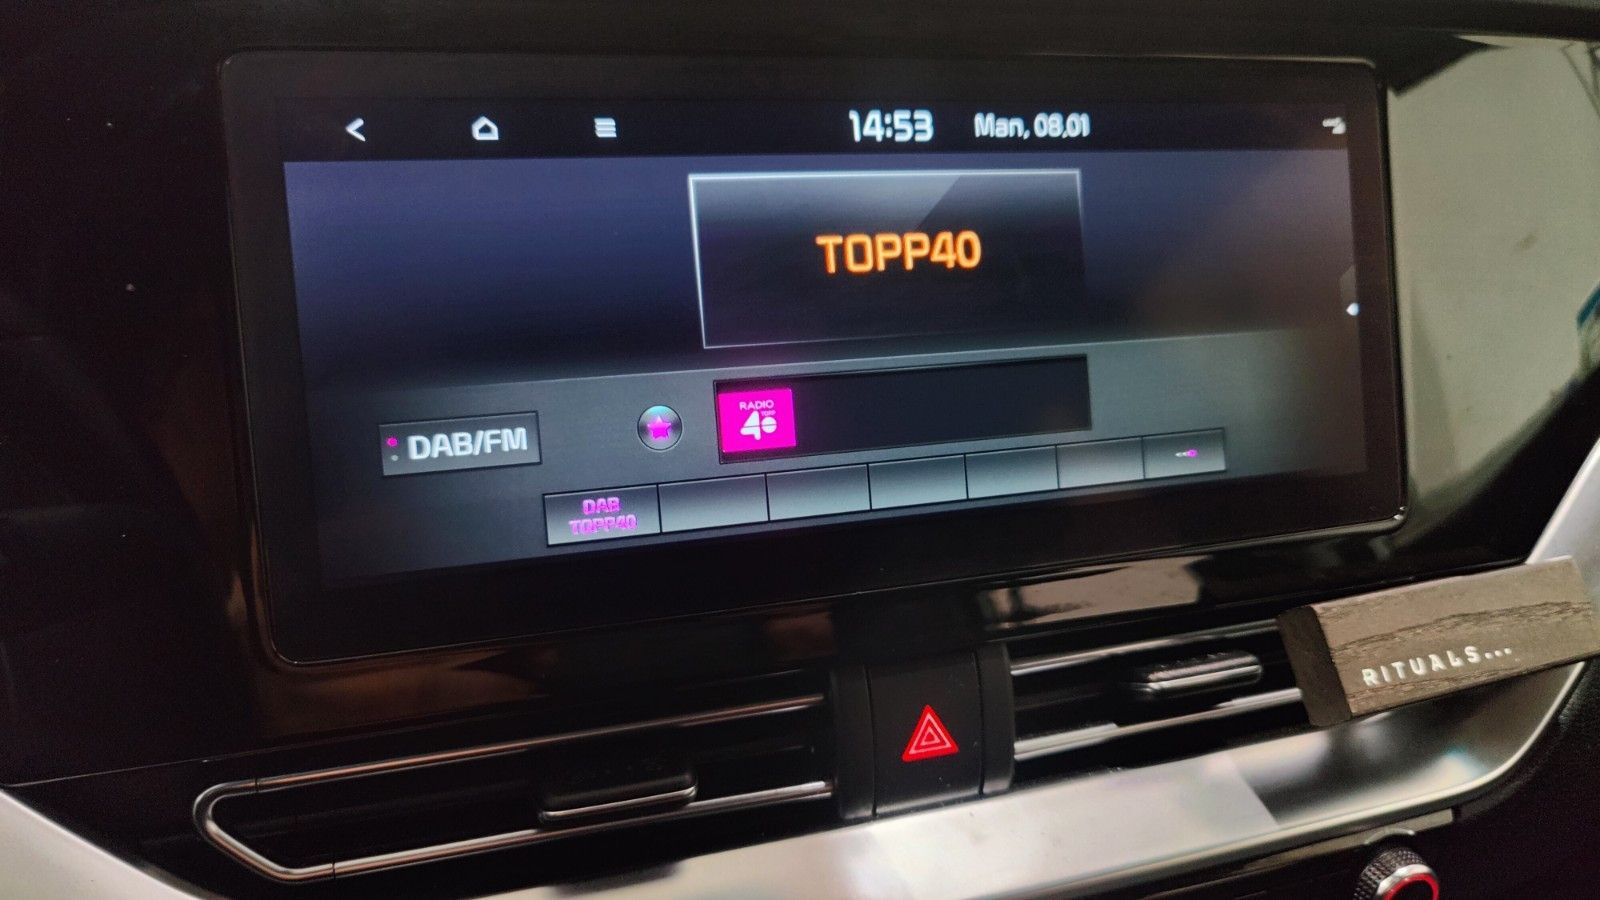 14:53 Man, 08.01
TOPP40
RADIO
TOPP
40
DAB/FM
DAB
TOPP40
RITUALS...